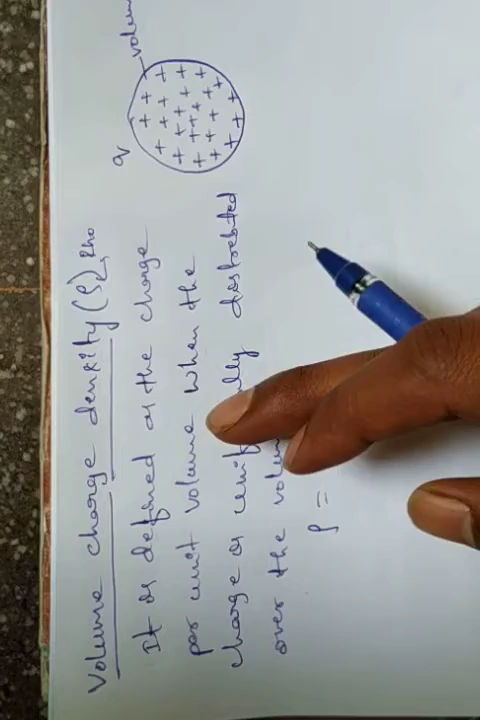 Volume charge density (ρ) → rho
It is defined as the charge
per unit volume when the
charge is distributed
over the
ρ =
q
volum